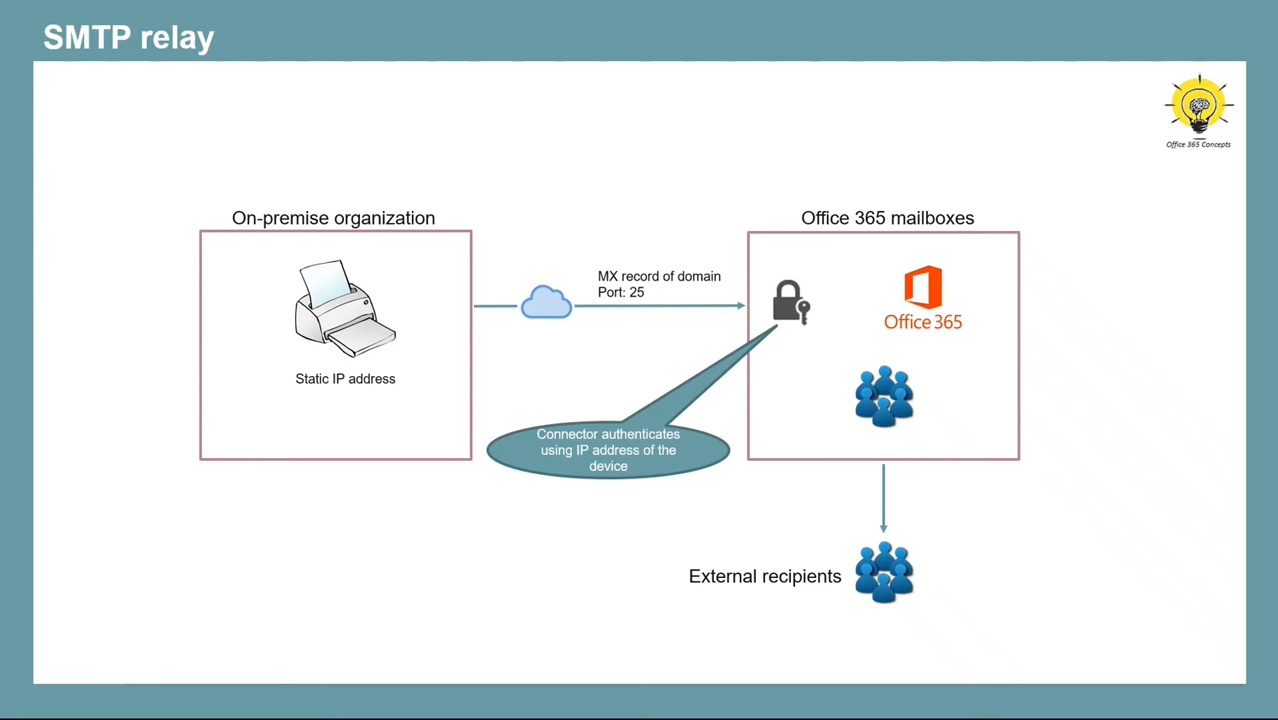 SMTP relay
Office 365 Concepts
On-premise organization
Office 365 mailboxes
MX record of domain
Port: 25
Office 365
Static IP address
Connector authenticates
using IP address of the
device
External recipients